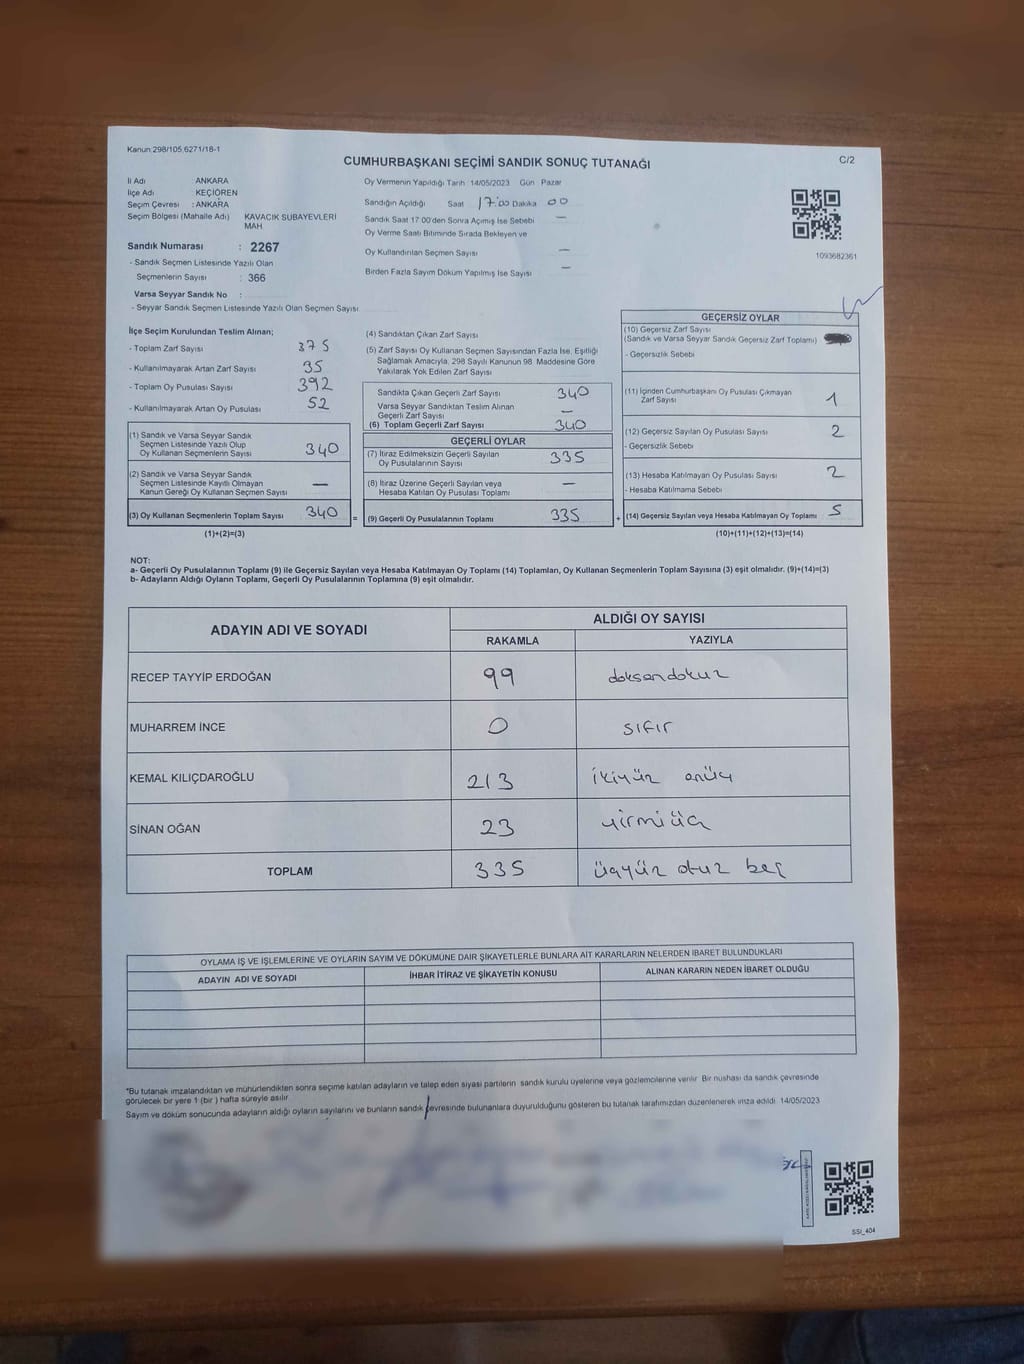 Kanun:298/105,6271/18-1
CUMHURBAŞKANI SEÇİMİ SANDIK SONUÇ TUTANAĞI
C/2
İl Adı : ANKARA
İlçe Adı : KEÇİÖREN
Seçim Çevresi : ANKARA
Seçim Bölgesi (Mahalle Adı) KAVACIK SUBAYEVLERİ MAH
Sandık Numarası : 2267
- Sandık Seçmen Listesinde Yazılı Olan
Seçmenlerin Sayısı : 366
Varsa Seyyar Sandık No :
- Seyyar Sandık Seçmen Listesinde Yazılı Olan Seçmen Sayısı
Oy Vermenin Yapıldığı Tarih :14/05/2023 Gün Pazar
Sandığın Açıldığı Saat 17:00 Dakika 00
Sandık Saat 17:00'den Sonra Açımış İse Sebebi —
Oy Verme Saati Bitiminde Sırada Bekleyen ve
Oy Kullandırılan Seçmen Sayısı —
Birden Fazla Sayım Döküm Yapılmış İse Sayısı —
1093682361
İlçe Seçim Kurulundan Teslim Alınan;
- Toplam Zarf Sayısı 375
- Kullanılmayarak Artan Zarf Sayısı 35
- Toplam Oy Pusulası Sayısı 392
- Kullanılmayarak Artan Oy Pusulası 52
(1) Sandık ve Varsa Seyyar Sandık
Seçmen Listesinde Yazılı Olup
Oy Kullanan Seçmenlerin Sayısı 340
(2) Sandık ve Varsa Seyyar Sandık
Seçmen Listesinde Kayıtlı Olmayan
Kanun Gereği Oy Kullanan Seçmen Sayısı —
(3) Oy Kullanan Seçmenlerin Toplam Sayısı 340
=
(1)+(2)=(3)
(4) Sandıktan Çıkan Zarf Sayısı
(5) Zarf Sayısı Oy Kullanan Seçmen Sayısından Fazla İse, Eşitliği
Sağlamak Amacıyla, 298 Sayılı Kanunun 98. Maddesine Göre
Yakılarak Yok Edilen Zarf Sayısı
Sandıkta Çıkan Geçerli Zarf Sayısı 340
Varsa Seyyar Sandıktan Teslim Alınan
Geçerli Zarf Sayısı —
(6) Toplam Geçerli Zarf Sayısı 340
GEÇERLİ OYLAR
(7) İtiraz Edilmeksizin Geçerli Sayılan
Oy Pusulalarının Sayısı 335
(8) İtiraz Üzerine Geçerli Sayılan veya
Hesaba Katılan Oy Pusulası Toplamı —
(9) Geçerli Oy Pusulalarının Toplamı 335
+
GEÇERSİZ OYLAR
(10) Geçersiz Zarf Sayısı
(Sandık ve Varsa Seyyar Sandık Geçersiz Zarf Toplamı)
- Geçersizlik Sebebi
(11) İçinden Cumhurbaşkanı Oy Pusulası Çıkmayan
Zarf Sayısı 1
(12) Geçersiz Sayılan Oy Pusulası Sayısı 2
- Geçersizlik Sebebi
(13) Hesaba Katılmayan Oy Pusulası Sayısı 2
- Hesaba Katılmama Sebebi
(14) Geçersiz Sayılan veya Hesaba Katılmayan Oy Toplamı 5
(10)+(11)+(12)+(13)=(14)
NOT:
a- Geçerli Oy Pusulalarının Toplamı (9) ile Geçersiz Sayılan veya Hesaba Katılmayan Oy Toplamı (14) Toplamları, Oy Kullanan Seçmenlerin Toplam Sayısına (3) eşit olmalıdır. (9)+(14)=(3)
b- Adayların Aldığı Oyların Toplamı, Geçerli Oy Pusulalarının Toplamına (9) eşit olmalıdır.
ADAYIN ADI VE SOYADI ALDIĞI OY SAYISI
RAKAMLA YAZIYLA
RECEP TAYYİP ERDOĞAN 99 doksandokuz
MUHARREM İNCE 0 sıfır
KEMAL KILIÇDAROĞLU 213 ikiyüz onüç
SİNAN OĞAN 23 yirmiüç
TOPLAM 335 üçyüz otuz beş
OYLAMA İŞ VE İŞLEMLERİNE VE OYLARIN SAYIM VE DÖKÜMÜNE DAİR ŞİKAYETLERLE BUNLARA AİT KARARLARIN NELERDEN İBARET BULUNDUKLARI
ADAYIN ADI VE SOYADI İHBAR İTİRAZ VE ŞİKAYETİN KONUSU ALINAN KARARIN NEDEN İBARET OLDUĞU
*Bu tutanak imzalandıktan ve mühürlendikten sonra seçime katılan adayların ve talep eden siyasi partilerin sandık kurulu üyelerine veya gözlemcilerine verilir. Bir nüshası da sandık çevresinde
görülecek bir yere 1 (bir ) hafta süreyle asılır.
Sayım ve döküm sonucunda adayların aldığı oyların sayılarını ve bunların sandık çevresinde bulunanlara duyurulduğunu gösteren bu tutanak tarafımızdan düzenlenerek imza edildi. 14/05/2023
SSI_404